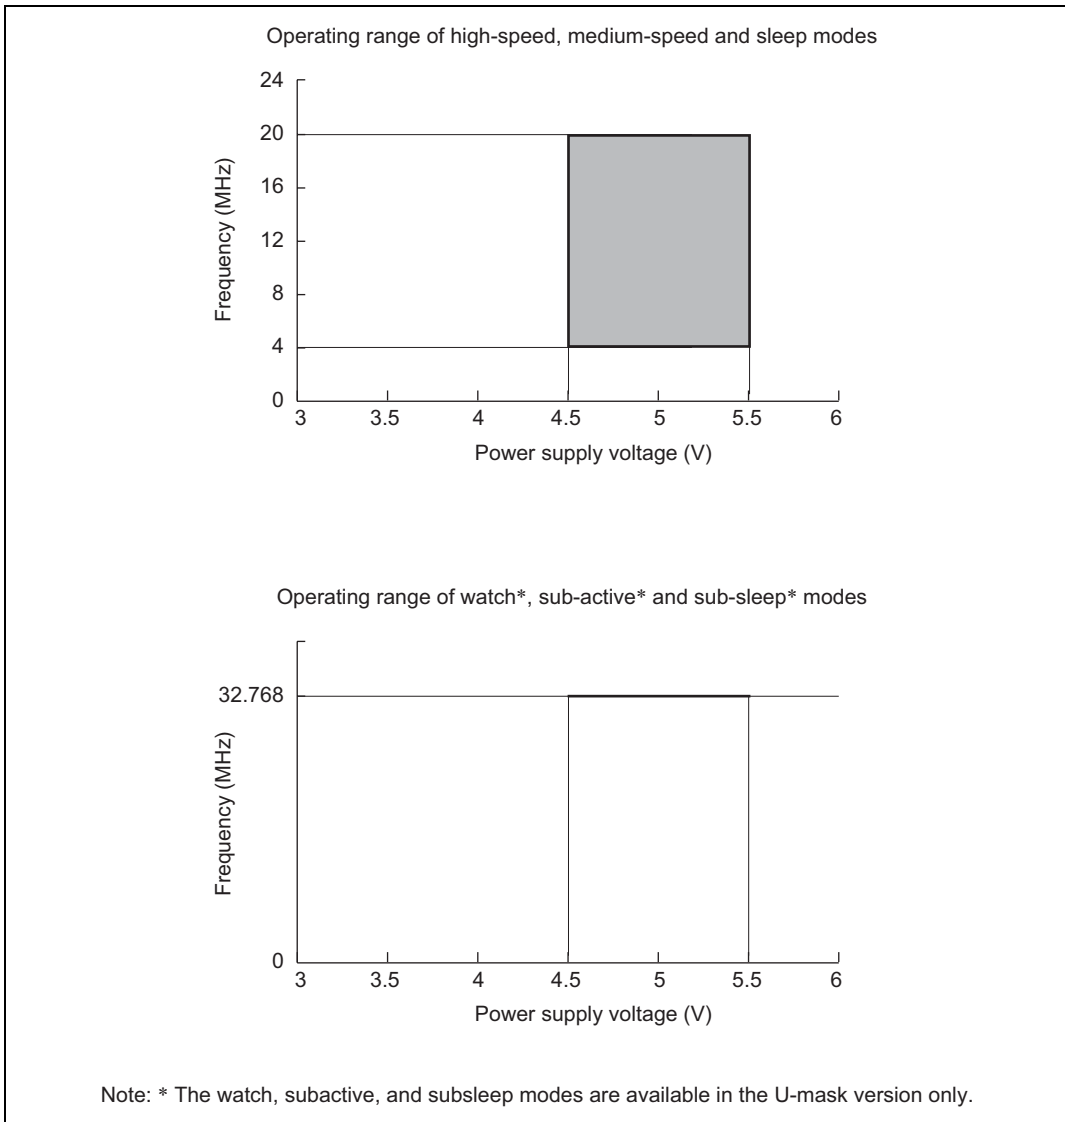 Operating range of high-speed, medium-speed and sleep modes
24
20
16
12
8
4
0
Frequency (MHz)
3 3.5 4 4.5 5 5.5 6
Power supply voltage (V)
Operating range of watch*, sub-active* and sub-sleep* modes
32.768
0
Frequency (MHz)
3 3.5 4 4.5 5 5.5 6
Power supply voltage (V)
Note: * The watch, subactive, and subsleep modes are available in the U-mask version only.